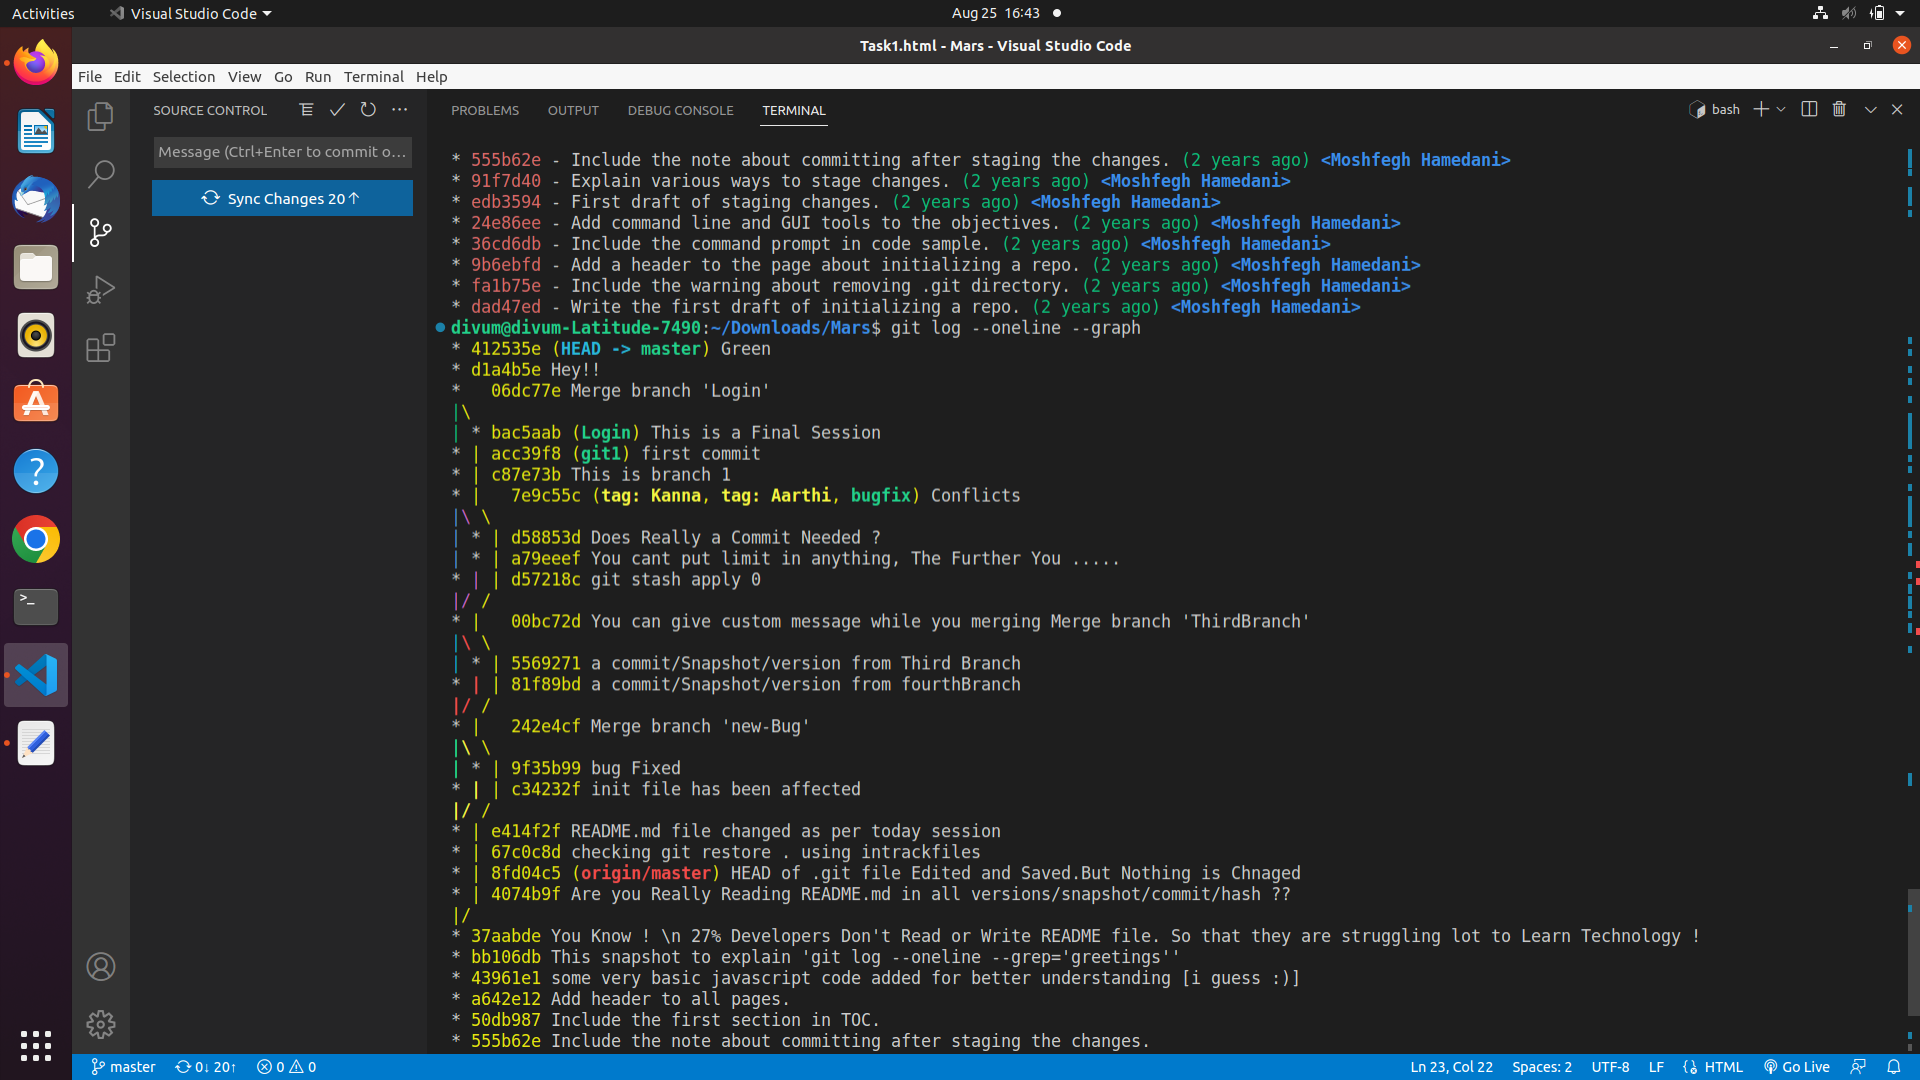 Activities
Visual Studio Code
Aug 25 16:43
Task1.html - Mars - Visual Studio Code
File Edit Selection View Go Run Terminal Help
SOURCE CONTROL
PROBLEMS OUTPUT DEBUG CONSOLE TERMINAL
bash
Message (Ctrl+Enter to commit o...
Sync Changes 20↑
* 555b62e - Include the note about committing after staging the changes. (2 years ago) <Moshfegh Hamedani>
* 91f7d40 - Explain various ways to stage changes. (2 years ago) <Moshfegh Hamedani>
* edb3594 - First draft of staging changes. (2 years ago) <Moshfegh Hamedani>
* 24e86ee - Add command line and GUI tools to the objectives. (2 years ago) <Moshfegh Hamedani>
* 36cd6db - Include the command prompt in code sample. (2 years ago) <Moshfegh Hamedani>
* 9b6ebfd - Add a header to the page about initializing a repo. (2 years ago) <Moshfegh Hamedani>
* fa1b75e - Include the warning about removing .git directory. (2 years ago) <Moshfegh Hamedani>
* dad47ed - Write the first draft of initializing a repo. (2 years ago) <Moshfegh Hamedani>
divum@divum-Latitude-7490:~/Downloads/Mars$ git log --oneline --graph
* 412535e (HEAD -> master) Green
* d1a4b5e Hey!!
*   06dc77e Merge branch 'Login'
|\
| * bac5aab (Login) This is a Final Session
* | acc39f8 (git1) first commit
* | c87e73b This is branch 1
* |   7e9c55c (tag: Kanna, tag: Aarthi, bugfix) Conflicts
|\ \
| * | d58853d Does Really a Commit Needed ?
| * | a79eeef You cant put limit in anything, The Further You .....
* | | d57218c git stash apply 0
|/ /
* |   00bc72d You can give custom message while you merging Merge branch 'ThirdBranch'
|\ \
| * | 5569271 a commit/Snapshot/version from Third Branch
* | | 81f89bd a commit/Snapshot/version from fourthBranch
|/ /
* |   242e4cf Merge branch 'new-Bug'
|\ \
| * | 9f35b99 bug Fixed
* | | c34232f init file has been affected
|/ /
* | e414f2f README.md file changed as per today session
* | 67c0c8d checking git restore . using intrackfiles
* | 8fd04c5 (origin/master) HEAD of .git file Edited and Saved.But Nothing is Chnaged
* | 4074b9f Are you Really Reading README.md in all versions/snapshot/commit/hash ??
|/
* 37aabde You Know ! \n 27% Developers Don't Read or Write README file. So that they are struggling lot to Learn Technology !
* bb106db This snapshot to explain 'git log --oneline --grep='greetings''
* 43961e1 some very basic javascript code added for better understanding [i guess :)]
* a642e12 Add header to all pages.
* 50db987 Include the first section in TOC.
* 555b62e Include the note about committing after staging the changes.
master 0↓ 20↑ 0 0 Ln 23, Col 22 Spaces: 2 UTF-8 LF HTML Go Live